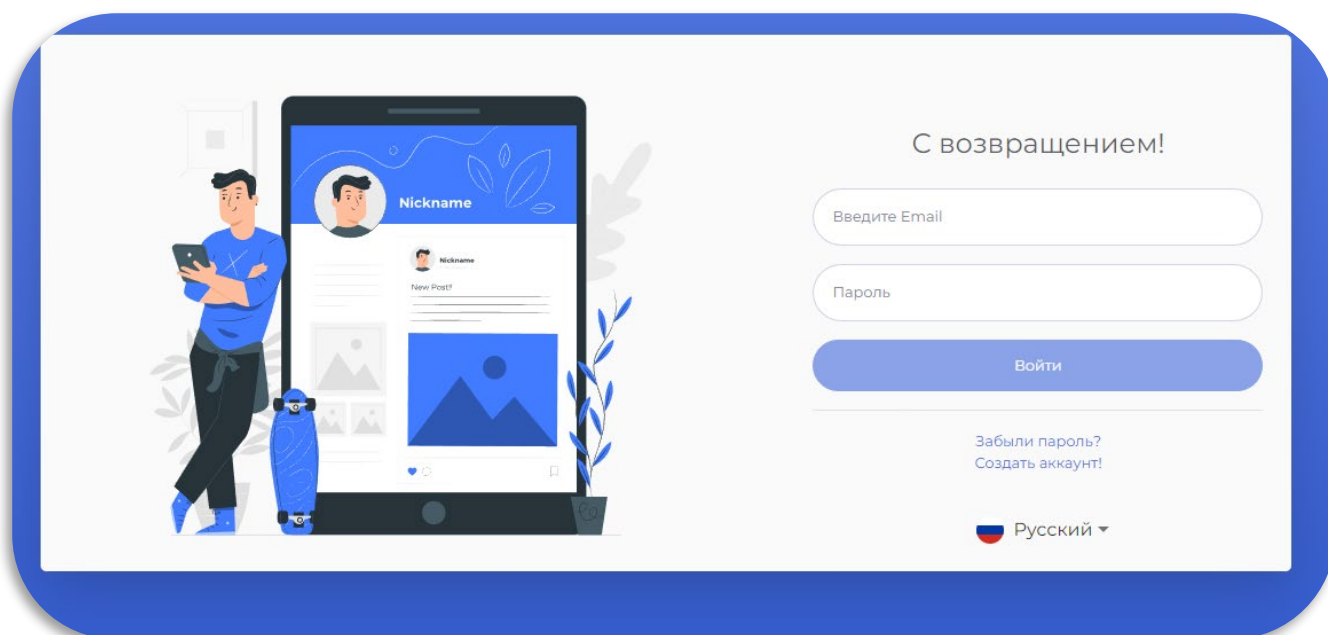 Nickname
Nickname
New Post!!
С возвращением!
Введите Email
Пароль
Войти
Забыли пароль?
Создать аккаунт!
Русский